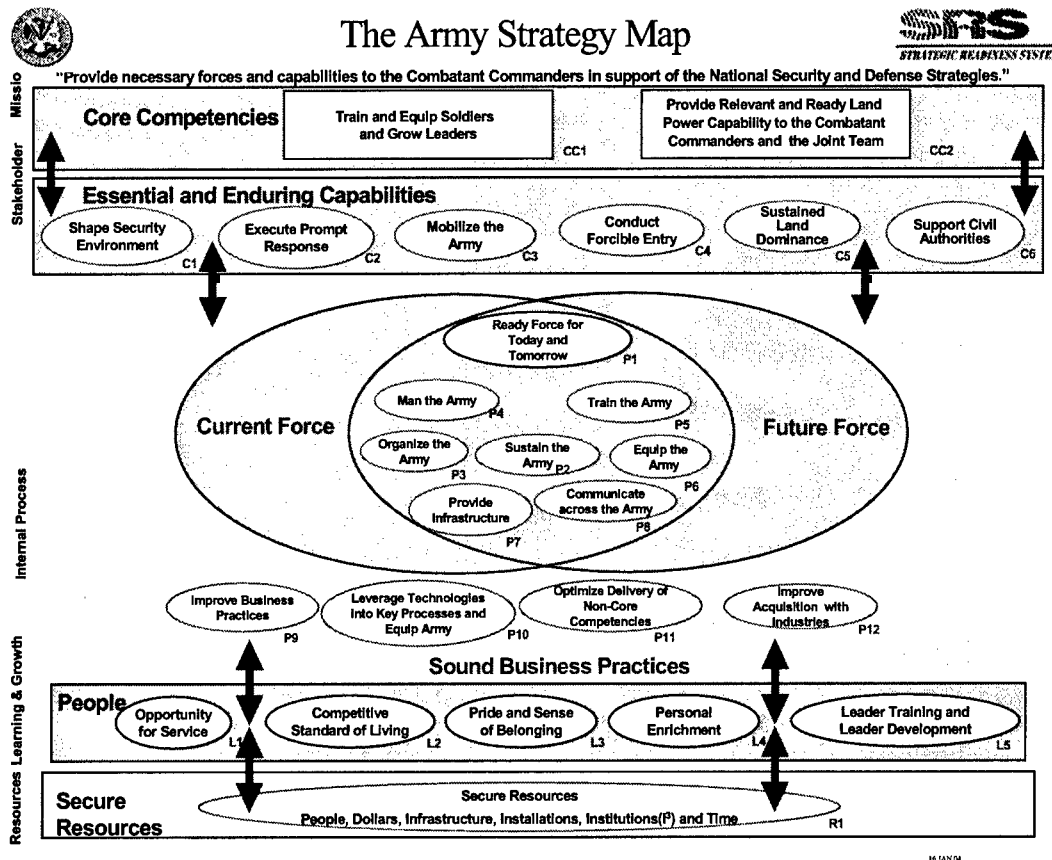 The Army Strategy Map
SRS
STRATEGIC READINESS SYSTE
"Provide necessary forces and capabilities to the Combatant Commanders in support of the National Security and Defense Strategies."
Missio
Core Competencies
Train and Equip Soldiers
and Grow Leaders
CC1
Provide Relevant and Ready Land
Power Capability to the Combatant
Commanders and the Joint Team
CC2
Stakeholder
Essential and Enduring Capabilities
Shape Security
Environment
C1
Execute Prompt
Response
C2
Mobilize the
Army
C3
Conduct
Forcible Entry
C4
Sustained
Land
Dominance
C5
Support Civil
Authorities
C6
Internal Process
Current Force
Future Force
Ready Force for
Today and
Tomorrow
P1
Man the Army
P4
Train the Army
P5
Organize the
Army
P3
Sustain the
Army
P2
Equip the
Army
P6
Provide
Infrastructure
P7
Communicate
across the Army
P8
Improve Business
Practices
P9
Leverage Technologies
Into Key Processes and
Equip Army
P10
Optimize Delivery of
Non-Core
Competencies
P11
Improve
Acquisition with
Industries
P12
Sound Business Practices
Learning & Growth
People
Opportunity
for Service
L1
Competitive
Standard of Living
L2
Pride and Sense
of Belonging
L3
Personal
Enrichment
L4
Leader Training and
Leader Development
L5
Resources
Secure
Resources
Secure Resources
People, Dollars, Infrastructure, Installations, Institutions(I³) and Time
R1
16 JAN 04